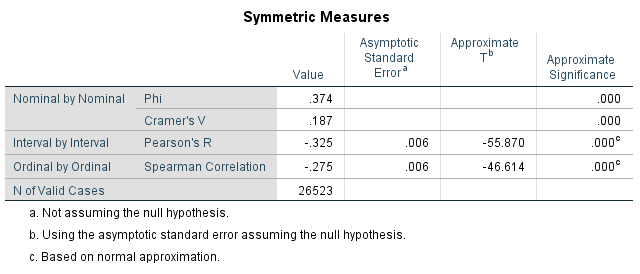 Symmetric Measures
Value Asymptotic Standard Error^a Approximate T^b Approximate Significance
Nominal by Nominal Phi .374 .000
Cramer's V .187 .000
Interval by Interval Pearson's R -.325 .006 -55.870 .000^c
Ordinal by Ordinal Spearman Correlation -.275 .006 -46.614 .000^c
N of Valid Cases 26523
a. Not assuming the null hypothesis.
b. Using the asymptotic standard error assuming the null hypothesis.
c. Based on normal approximation.